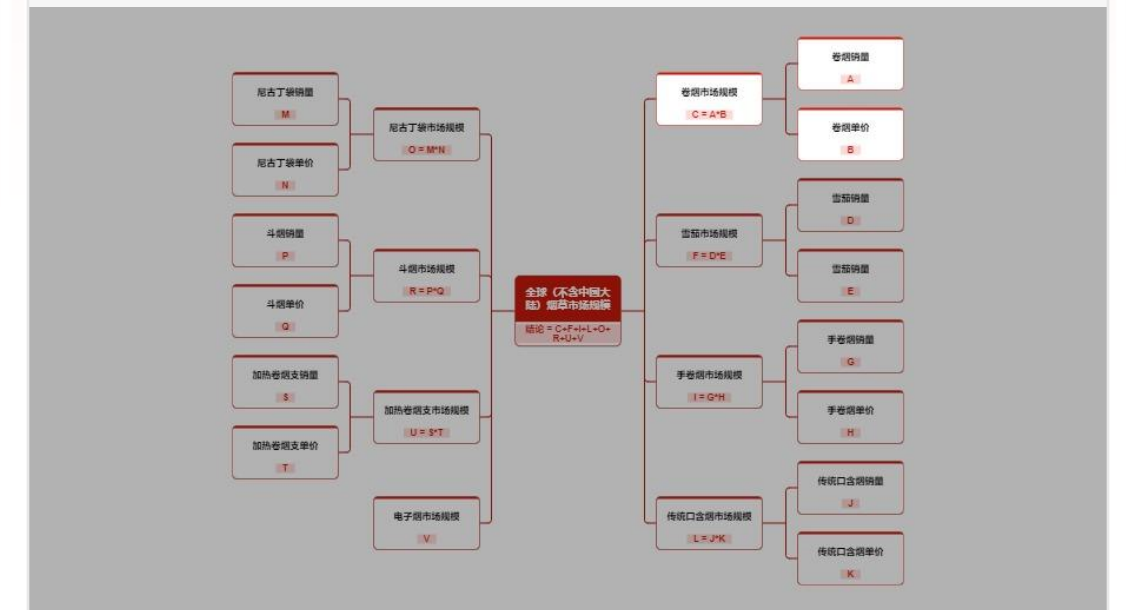 卷烟销量
A
卷烟市场规模
C = A*B
卷烟单价
B
尼古丁袋销量
M
尼古丁袋市场规模
O = M*N
尼古丁袋单价
N
雪茄销量
D
雪茄市场规模
F = D*E
雪茄销量
E
斗烟销量
P
斗烟市场规模
R = P*Q
斗烟单价
Q
全球（不含中国大
陆）烟草市场规模
结论 = C+F+I+L+O+
R+U+V
手卷烟销量
G
手卷烟市场规模
I = G*H
手卷烟单价
H
加热卷烟支销量
S
加热卷烟支市场规模
U = S*T
加热卷烟支单价
T
传统口含烟销量
J
传统口含烟市场规模
L = J*K
传统口含烟单价
K
电子烟市场规模
V